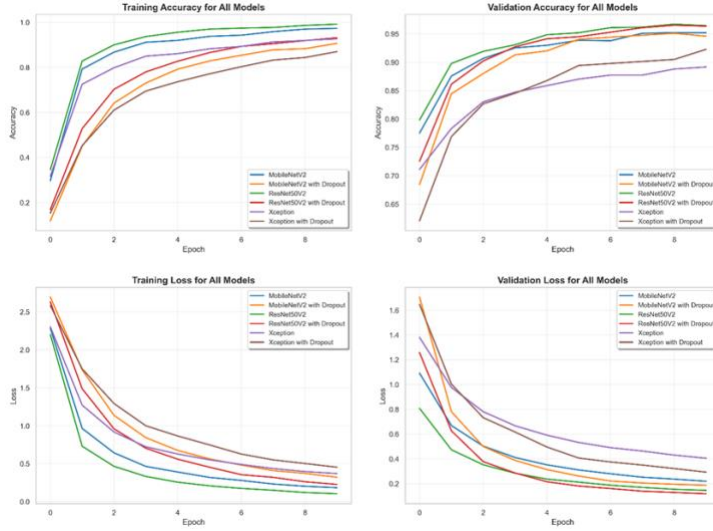 Training Accuracy for All Models
1.0
0.8
0.6
0.4
0.2
Accuracy
0 2 4 6 8
Epoch
MobileNetV2
MobileNetV2 with Dropout
ResNet50V2
ResNet50V2 with Dropout
Xception
Xception with Dropout
Validation Accuracy for All Models
0.95
0.90
0.85
0.80
0.75
0.70
0.65
Accuracy
0 2 4 6 8
Epoch
MobileNetV2
MobileNetV2 with Dropout
ResNet50V2
ResNet50V2 with Dropout
Xception
Xception with Dropout
Training Loss for All Models
2.5
2.0
1.5
1.0
0.5
0.0
Loss
0 2 4 6 8
Epoch
MobileNetV2
MobileNetV2 with Dropout
ResNet50V2
ResNet50V2 with Dropout
Xception
Xception with Dropout
Validation Loss for All Models
1.6
1.4
1.2
1.0
0.8
0.6
0.4
0.2
Loss
0 2 4 6 8
Epoch
MobileNetV2
MobileNetV2 with Dropout
ResNet50V2
ResNet50V2 with Dropout
Xception
Xception with Dropout